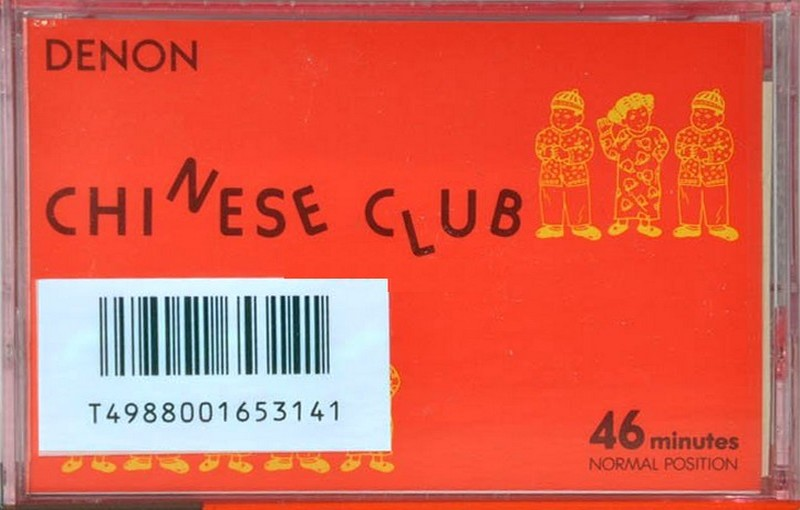 DENON
CHINESE CLUB
T4988001653141
46 minutes
NORMAL POSITION